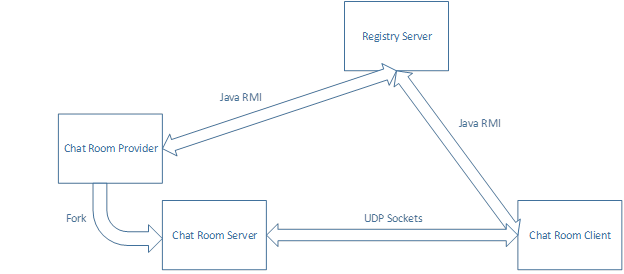 Registry Server
Java RMI
Java RMI
Chat Room Provider
Fork
UDP Sockets
Chat Room Server
Chat Room Client